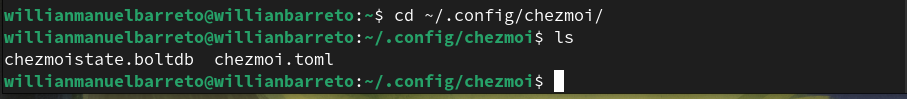 willianmanuelbarreto@willianbarreto:~$ cd ~/.config/chezmoi/
willianmanuelbarreto@willianbarreto:~/.config/chezmoi$ ls
chezmoistate.boltdb  chezmoi.toml
willianmanuelbarreto@willianbarreto:~/.config/chezmoi$